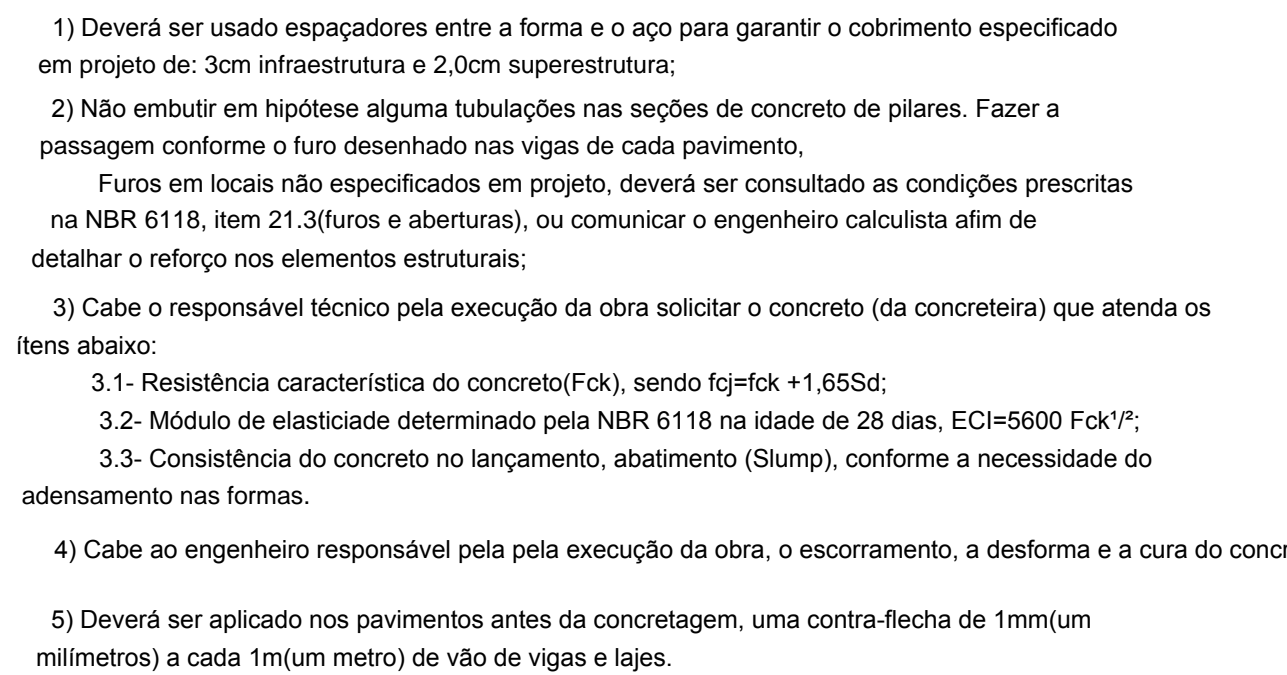 1) Deverá ser usado espaçadores entre a forma e o aço para garantir o cobrimento especificado
em projeto de: 3cm infraestrutura e 2,0cm superestrutura;
2) Não embutir em hipótese alguma tubulações nas seções de concreto de pilares. Fazer a
passagem conforme o furo desenhado nas vigas de cada pavimento,
Furos em locais não especificados em projeto, deverá ser consultado as condições prescritas
na NBR 6118, item 21.3(furos e aberturas), ou comunicar o engenheiro calculista afim de
detalhar o reforço nos elementos estruturais;
3) Cabe o responsável técnico pela execução da obra solicitar o concreto (da concreteira) que atenda os
ítens abaixo:
3.1- Resistência característica do concreto(Fck), sendo fcj=fck +1,65Sd;
3.2- Módulo de elasticiade determinado pela NBR 6118 na idade de 28 dias, ECI=5600 Fck¹/²;
3.3- Consistência do concreto no lançamento, abatimento (Slump), conforme a necessidade do
adensamento nas formas.
4) Cabe ao engenheiro responsável pela pela execução da obra, o escorramento, a desforma e a cura do
5) Deverá ser aplicado nos pavimentos antes da concretagem, uma contra-flecha de 1mm(um
milímetros) a cada 1m(um metro) de vão de vigas e lajes.